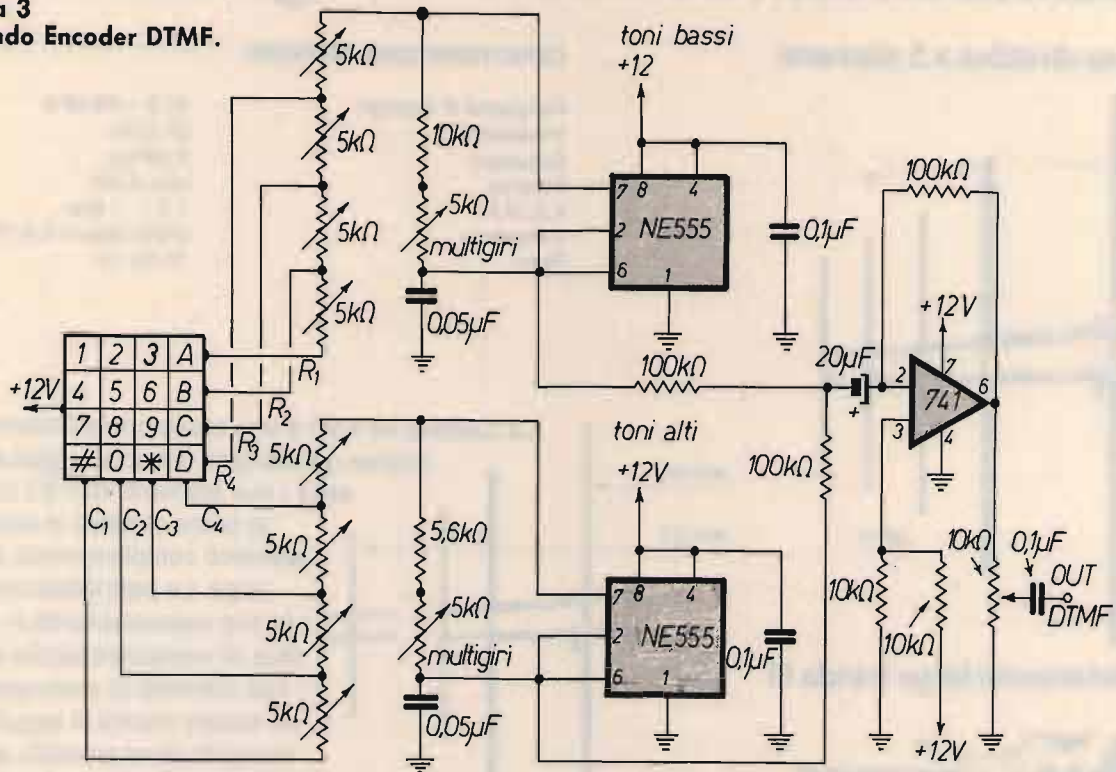 a 3
ndo Encoder DTMF.
5kΩ
5kΩ
5kΩ
5kΩ
10kΩ
5kΩ
multigiri
0,05µF
toni bassi
+12
7 8 4
NE555
2
6 1
0,1µF
100kΩ
100kΩ
20µF
+
+12V
2 7 6
741
3 4
1 2 3 A
4 5 6 B
7 8 9 C
# 0 * D
+12V
R1
R2
R3
R4
C1 C2 C3 C4
5kΩ
5kΩ
5kΩ
5kΩ
5,6kΩ
5kΩ
multigiri
0,05µF
toni alti
+12V
7 8 4
NE555
2
6 1
0,1µF
100kΩ
10kΩ
10kΩ
+12V
10kΩ
0,1µF
OUT
DTMF